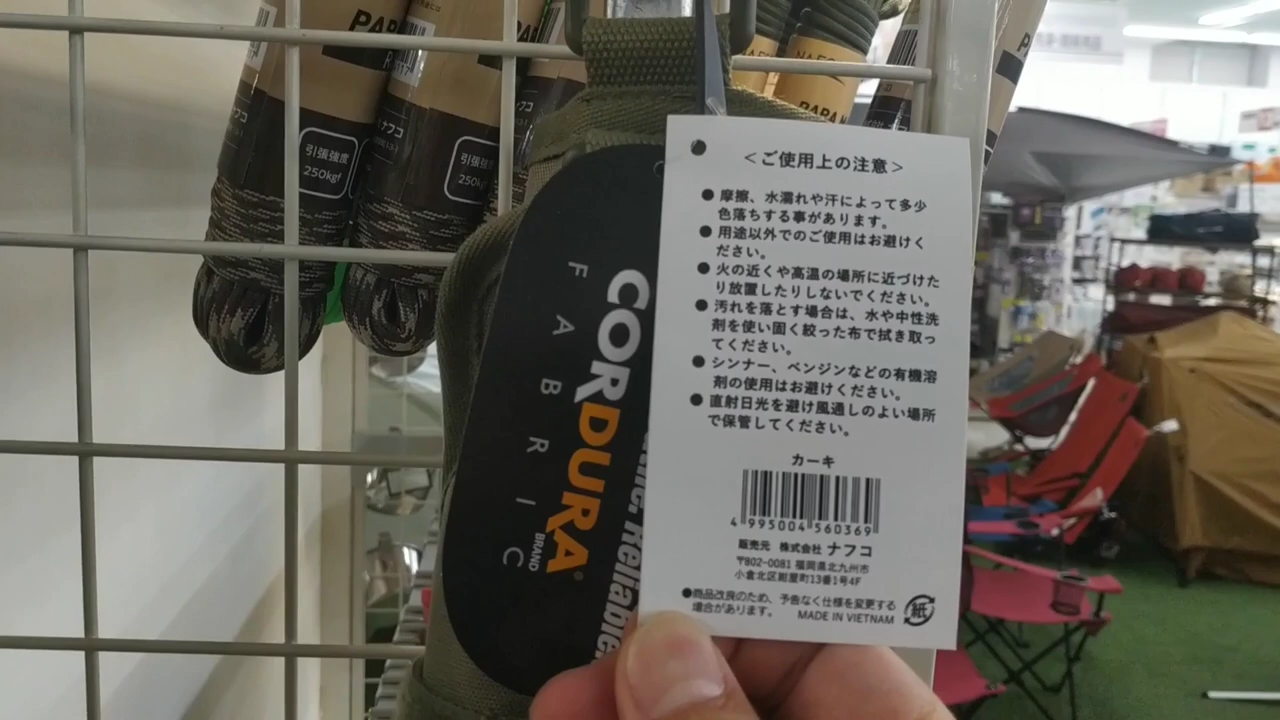 <ご使用上の注意>
●摩擦、水濡れや汗によって多少
色落ちする事があります。
●用途以外でのご使用はお避けく
ださい。
●火の近くや高温の場所に近づけた
り放置したりしないでください。
●汚れを落とす場合は、水や中性洗
剤を使い固く絞った布で拭き取っ
てください。
●シンナー、ベンジンなどの有機溶
剤の使用はお避けください。
●直射日光を避け風通しのよい場所
で保管してください。
カーキ
4 995004 560369
販売元 株式会社 ナフコ
〒802-0081 福岡県北九州市
小倉北区紺屋町13番1号4F
●商品改良のため、予告なく仕様を変更する
場合があります。 MADE IN VIETNAM
紙
CORDURA®
BRAND
FABRIC
Reliable.
引張強度
250kgf
引張強度
250kgf
ナフコ